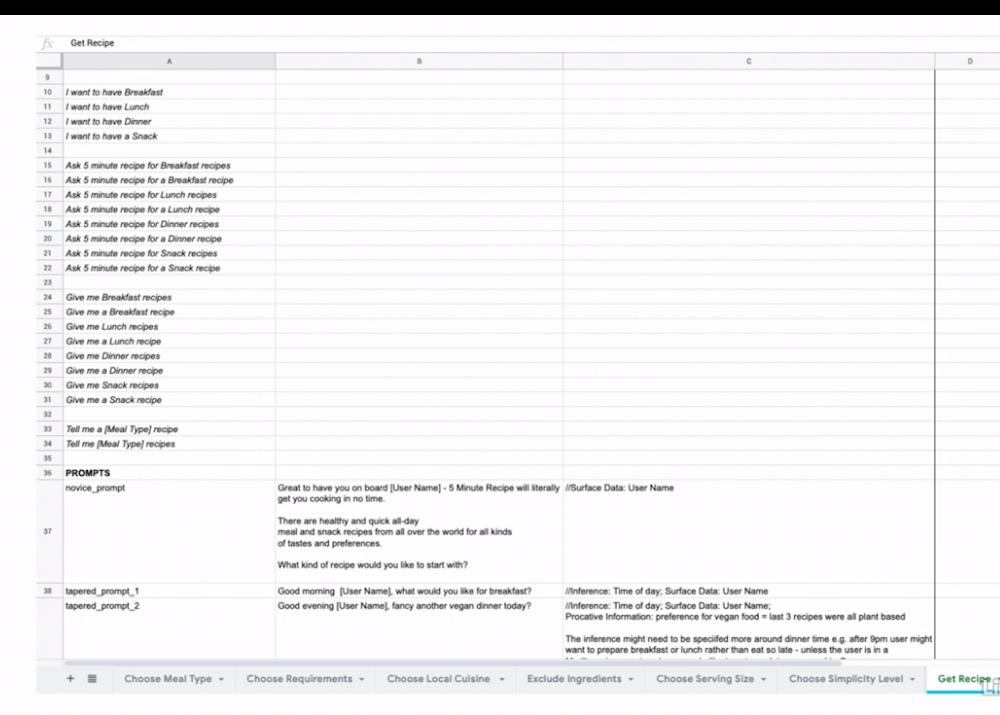 fx Get Recipe
A B C D
9
10 I want to have Breakfast
11 I want to have Lunch
12 I want to have Dinner
13 I want to have a Snack
14
15 Ask 5 minute recipe for Breakfast recipes
16 Ask 5 minute recipe for a Breakfast recipe
17 Ask 5 minute recipe for Lunch recipes
18 Ask 5 minute recipe for a Lunch recipe
19 Ask 5 minute recipe for Dinner recipes
20 Ask 5 minute recipe for a Dinner recipe
21 Ask 5 minute recipe for Snack recipes
22 Ask 5 minute recipe for a Snack recipe
23
24 Give me Breakfast recipes
25 Give me a Breakfast recipe
26 Give me Lunch recipes
27 Give me a Lunch recipe
28 Give me Dinner recipes
29 Give me a Dinner recipe
30 Give me Snack recipes
31 Give me a Snack recipe
32
33 Tell me a [Meal Type] recipe
34 Tell me [Meal Type] recipes
35
36 PROMPTS
37 novice_prompt
Great to have you on board [User Name] - 5 Minute Recipe will literally
get you cooking in no time.
There are healthy and quick all-day
meal and snack recipes from all over the world for all kinds
of tastes and preferences.
What kind of recipe would you like to start with?
//Surface Data: User Name
38 tapered_prompt_1 Good morning [User Name], what would you like for breakfast? //Inference: Time of day; Surface Data: User Name
tapered_prompt_2 Good evening [User Name], fancy another vegan dinner today? //Inference: Time of day; Surface Data: User Name;
Procative Information: preference for vegan food = last 3 recipes were all plant based
The inference might need to be speciifed more around dinner time e.g. after 9pm user might
want to prepare breakfast or lunch rather than eat so late - unless the user is in a
+ Choose Meal Type Choose Requirements Choose Local Cuisine Exclude Ingredients Choose Serving Size Choose Simplicity Level Get Recipe